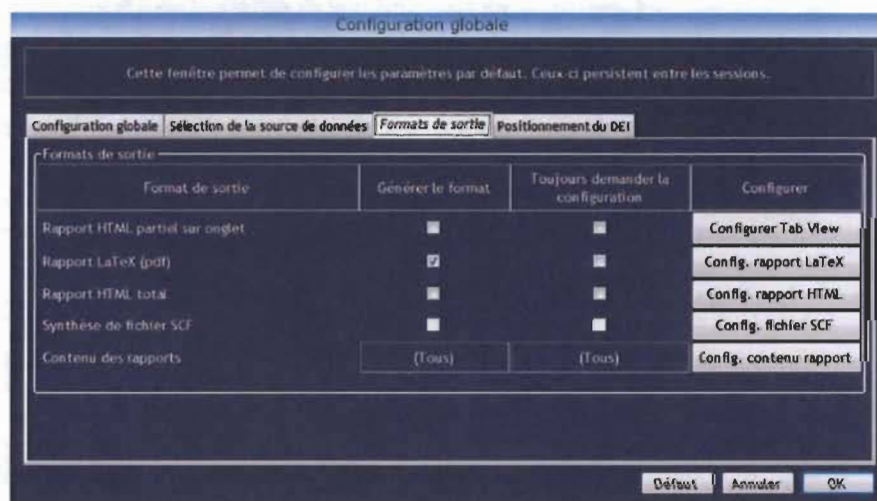 Configuration globale
Cette fenêtre permet de configurer les paramètres par défaut. Ceux-ci persistent entre les sessions.
Configuration globale Sélection de la source de données Formats de sortie Positionnement du DEI
Formats de sortie
Format de sortie Générer le format Toujours demander la configuration Configurer
Rapport HTML partiel sur onglet Configurer Tab View
Rapport LaTeX (pdf) Config. rapport LaTeX
Rapport HTML total Config. rapport HTML
Synthèse de fichier SCF Config. fichier SCF
Contenu des rapports (Tous) (Tous) Config. contenu rapport
Défaut Annuler OK